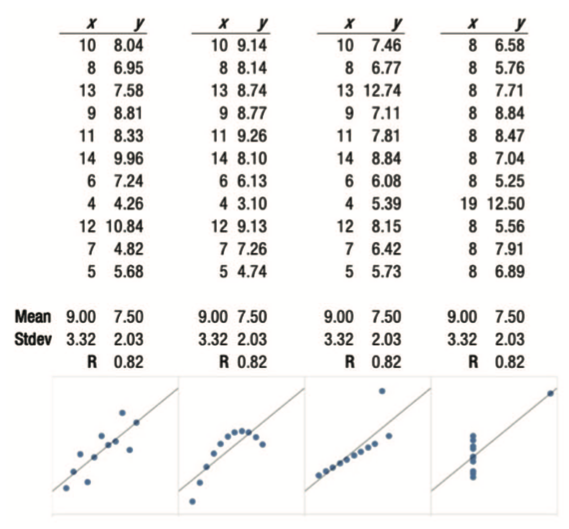 x y x y x y x y
10 8.04 10 9.14 10 7.46 8 6.58
8 6.95 8 8.14 8 6.77 8 5.76
13 7.58 13 8.74 13 12.74 8 7.71
9 8.81 9 8.77 9 7.11 8 8.84
11 8.33 11 9.26 11 7.81 8 8.47
14 9.96 14 8.10 14 8.84 8 7.04
6 7.24 6 6.13 6 6.08 8 5.25
4 4.26 4 3.10 4 5.39 19 12.50
12 10.84 12 9.13 12 8.15 8 5.56
7 4.82 7 7.26 7 6.42 8 7.91
5 5.68 5 4.74 5 5.73 8 6.89
Mean 9.00 7.50 9.00 7.50 9.00 7.50 9.00 7.50
Stdev 3.32 2.03 3.32 2.03 3.32 2.03 3.32 2.03
R 0.82 R 0.82 R 0.82 R 0.82